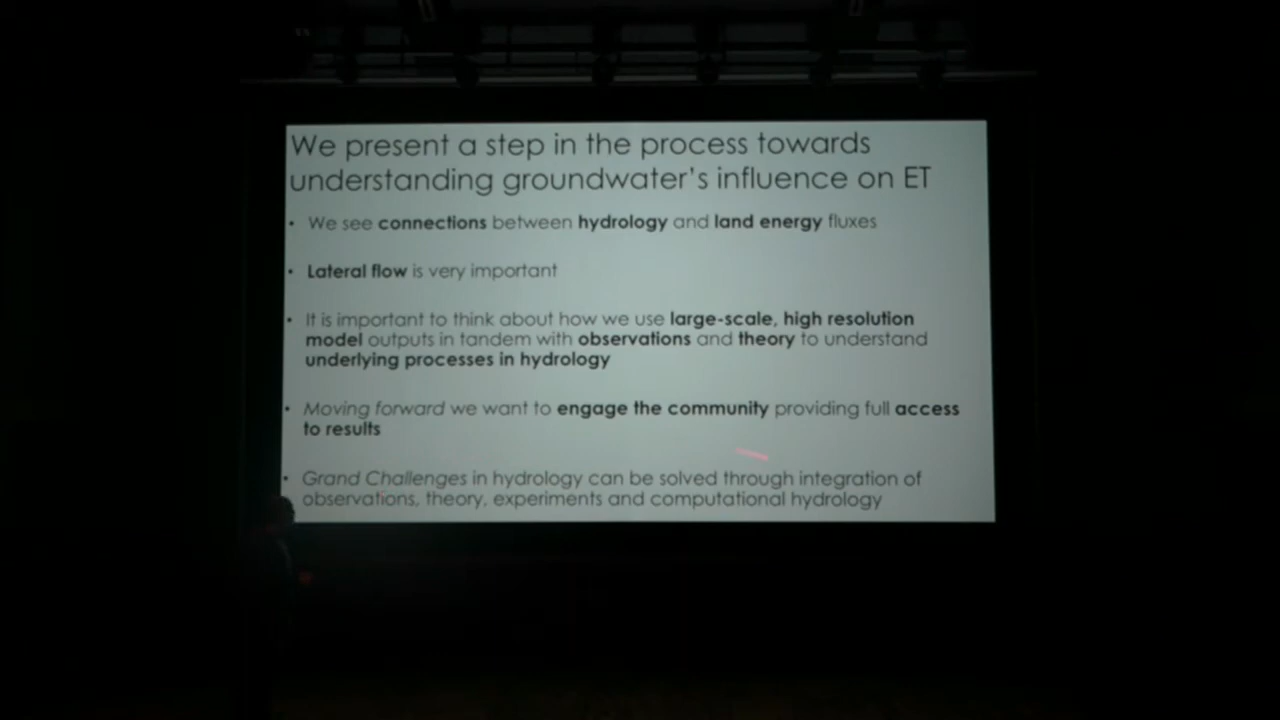 We present a step in the process towards
understanding groundwater's influence on ET
• We see connections between hydrology and land energy fluxes
• Lateral flow is very important
• It is important to think about how we use large-scale, high resolution
model outputs in tandem with observations and theory to understand
underlying processes in hydrology
• Moving forward we want to engage the community providing full access
to results
• Grand Challenges in hydrology can be solved through integration of
observations, theory, experiments and computational hydrology